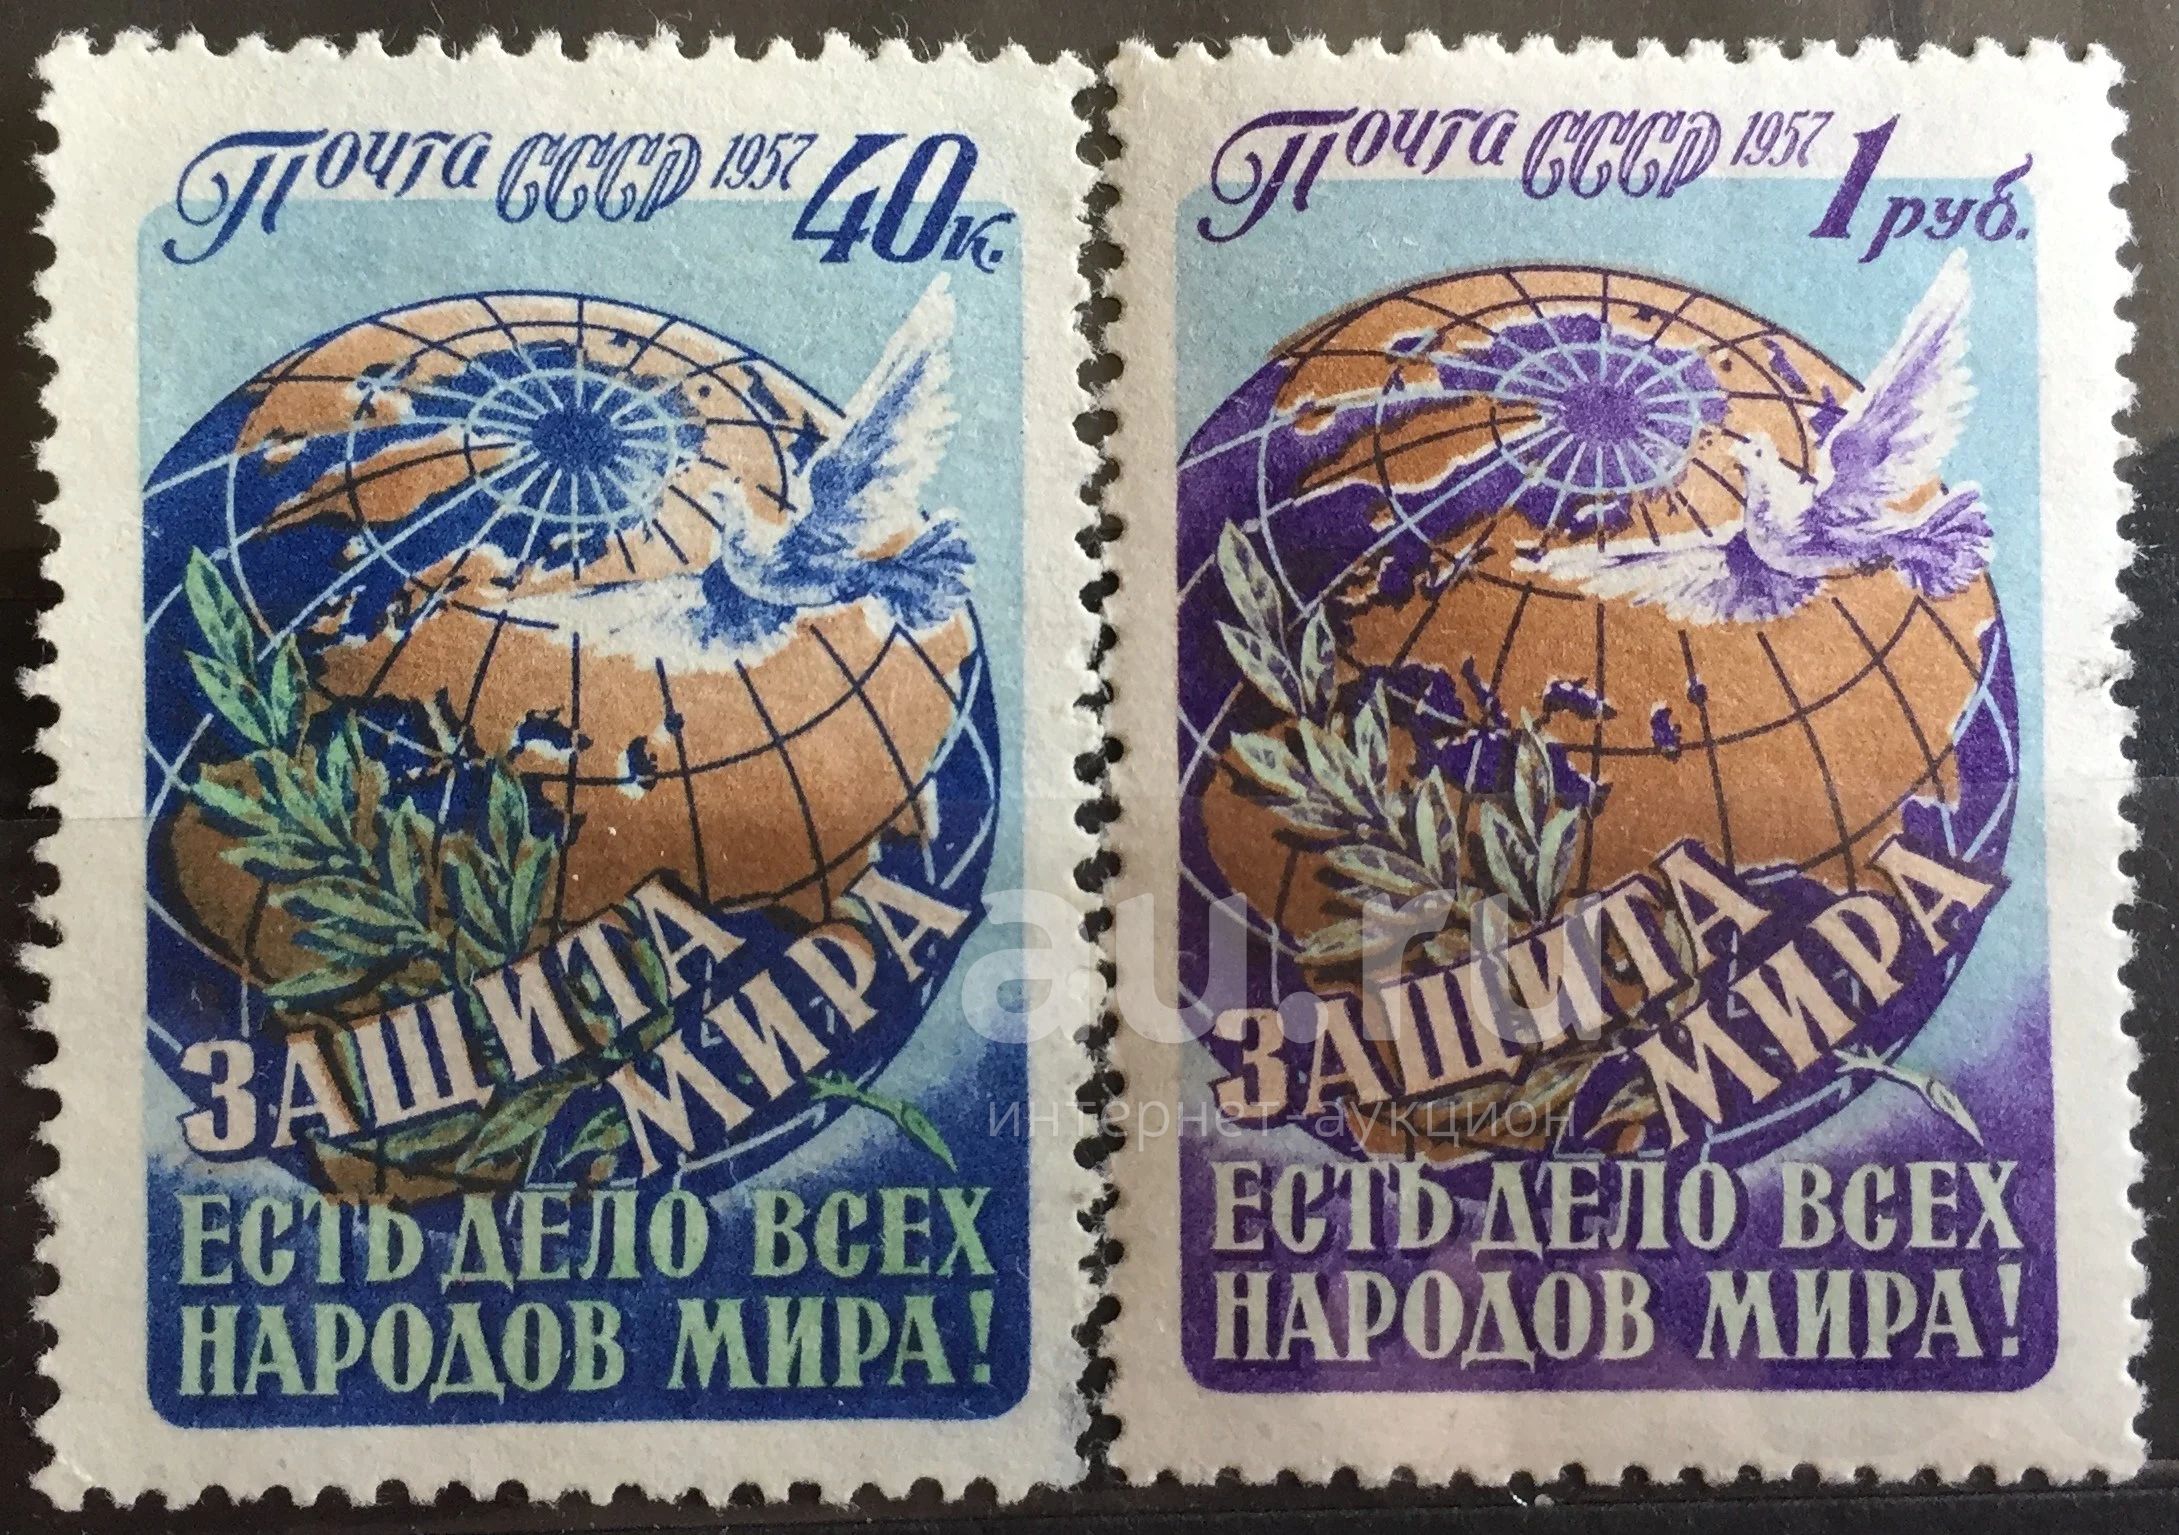 Почта СССР 1957 40 к.
ЗАЩИТА
МИРА
ЕСТЬ ДЕЛО ВСЕХ
НАРОДОВ МИРА!
Почта СССР 1957 1 руб.
ЗАЩИТА
МИРА
ЕСТЬ ДЕЛО ВСЕХ
НАРОДОВ МИРА!
au.ru
интернет-аукцион